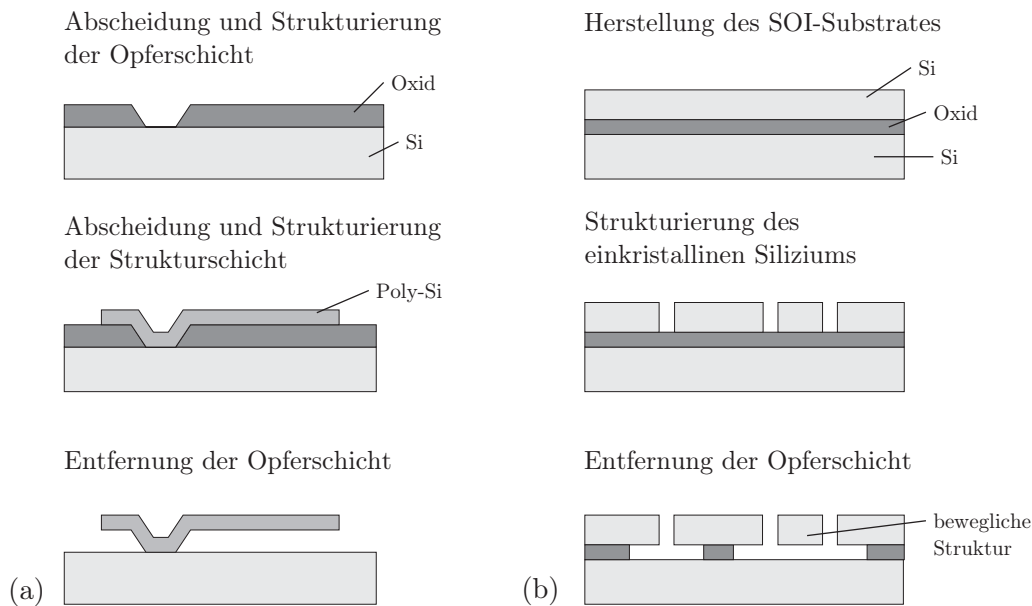 Abscheidung und Strukturierung
der Opferschicht
Oxid
Si
Abscheidung und Strukturierung
der Strukturschicht
Poly-Si
Entfernung der Opferschicht
(a)
Herstellung des SOI-Substrates
Si
Oxid
Si
Strukturierung des
einkristallinen Siliziums
Entfernung der Opferschicht
bewegliche
Struktur
(b)